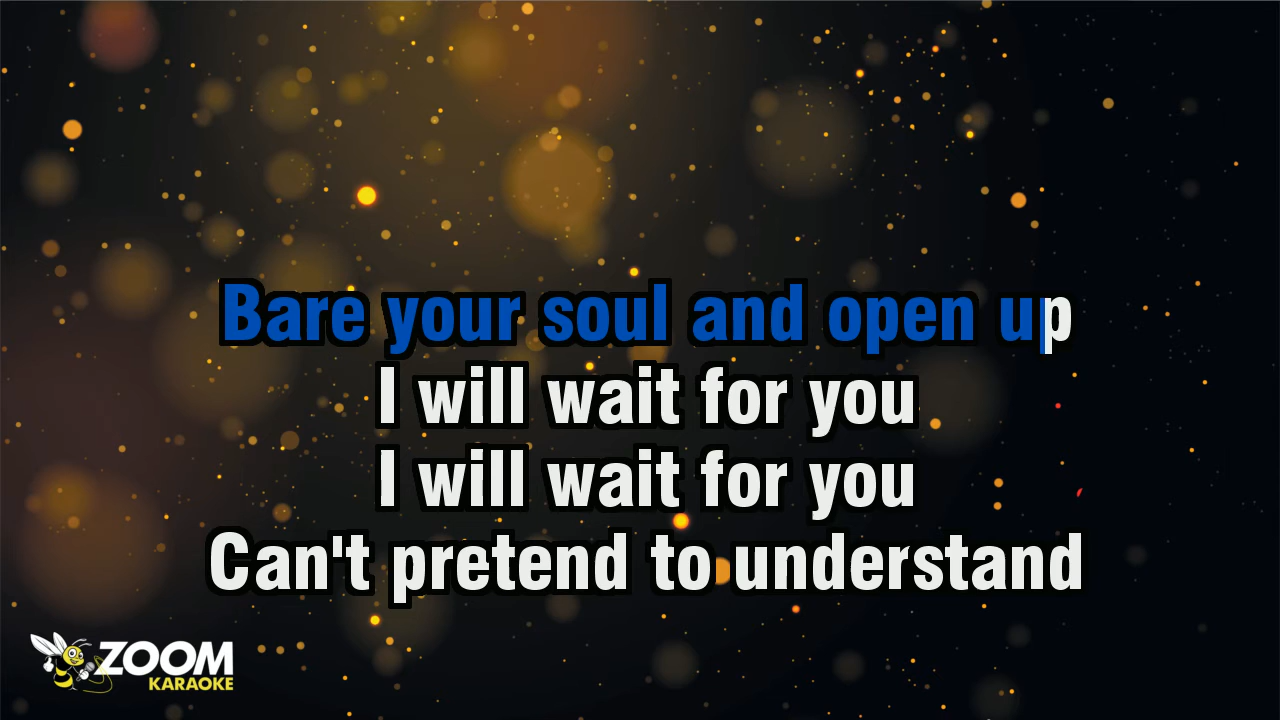 Bare your soul and open up
I will wait for you
I will wait for you
Can't pretend to understand
ZOOM
KARAOKE